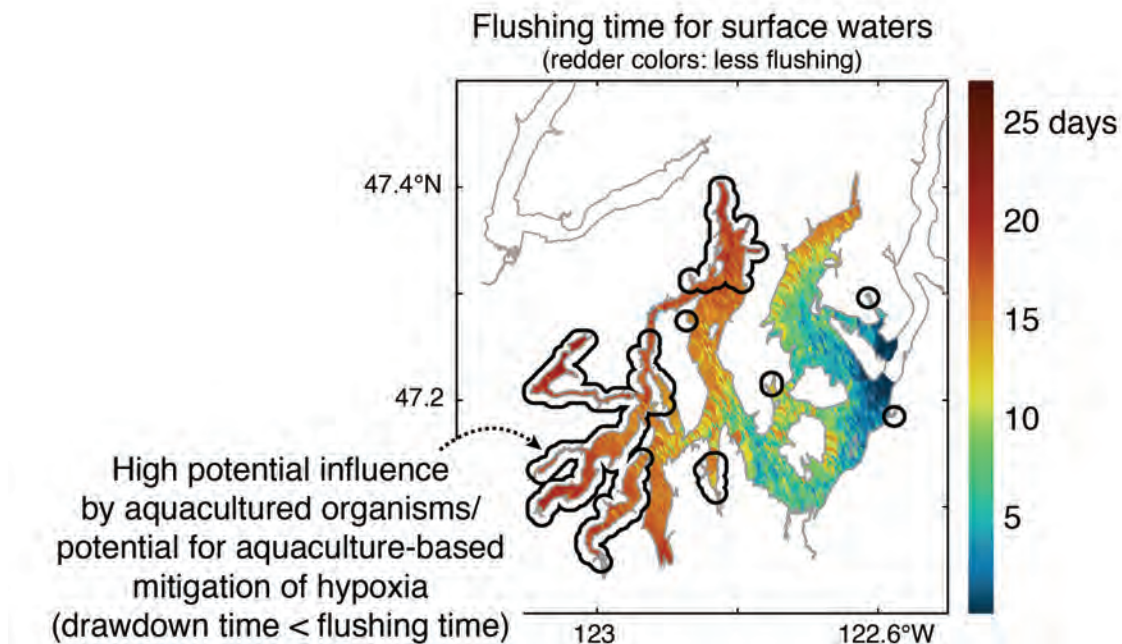 Flushing time for surface waters
(redder colors: less flushing)
25 days
20
15
10
5
47.4°N
47.2
123
122.6°W
High potential influence
by aquacultured organisms/
potential for aquaculture-based
mitigation of hypoxia
(drawdown time < flushing time)